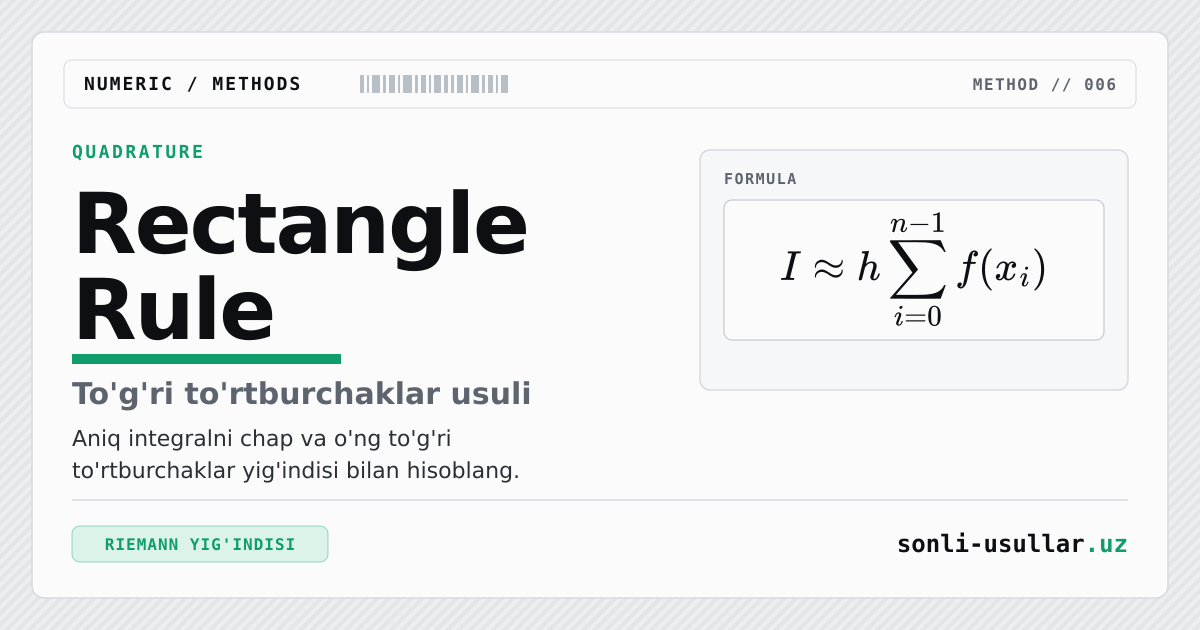 NUMERIC / METHODS
METHOD // 006
QUADRATURE
Rectangle
Rule
To'g'ri to'rtburchaklar usuli
Aniq integralni chap va o'ng to'g'ri
to'rtburchaklar yig'indisi bilan hisoblang.
FORMULA
I ≈ h ∑_{i=0}^{n−1} f(x_i)
RIEMANN YIG'INDISI
sonli-usullar.uz